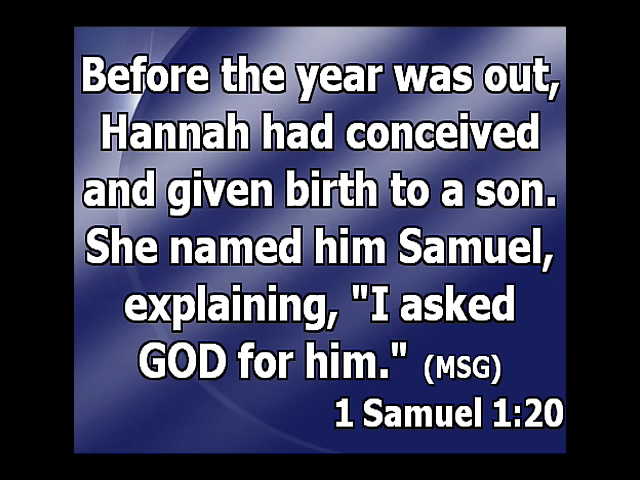 Before the year was out,
Hannah had conceived
and given birth to a son.
She named him Samuel,
explaining, "I asked
GOD for him." (MSG)
1 Samuel 1:20